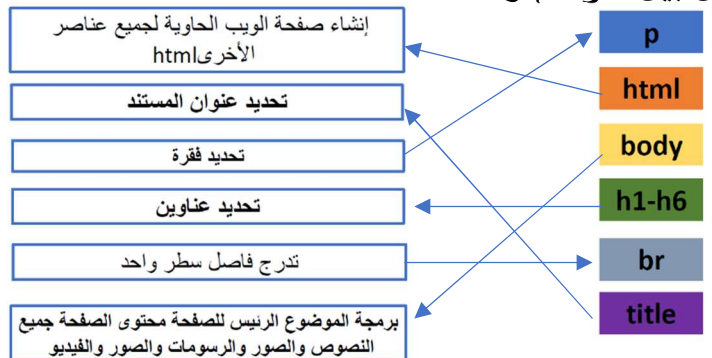 إنشاء صفحة الويب الحاوية لجميع عناصر
الأخرىhtml
p
html
تحديد عنوان المستند
body
تحديد فقرة
h1-h6
تحديد عناوين
br
تدرج فاصل سطر واحد
title
برمجة الموضوع الرئيس للصفحة محتوى الصفحة جميع
النصوص والصور والرسومات والصور والفيديو